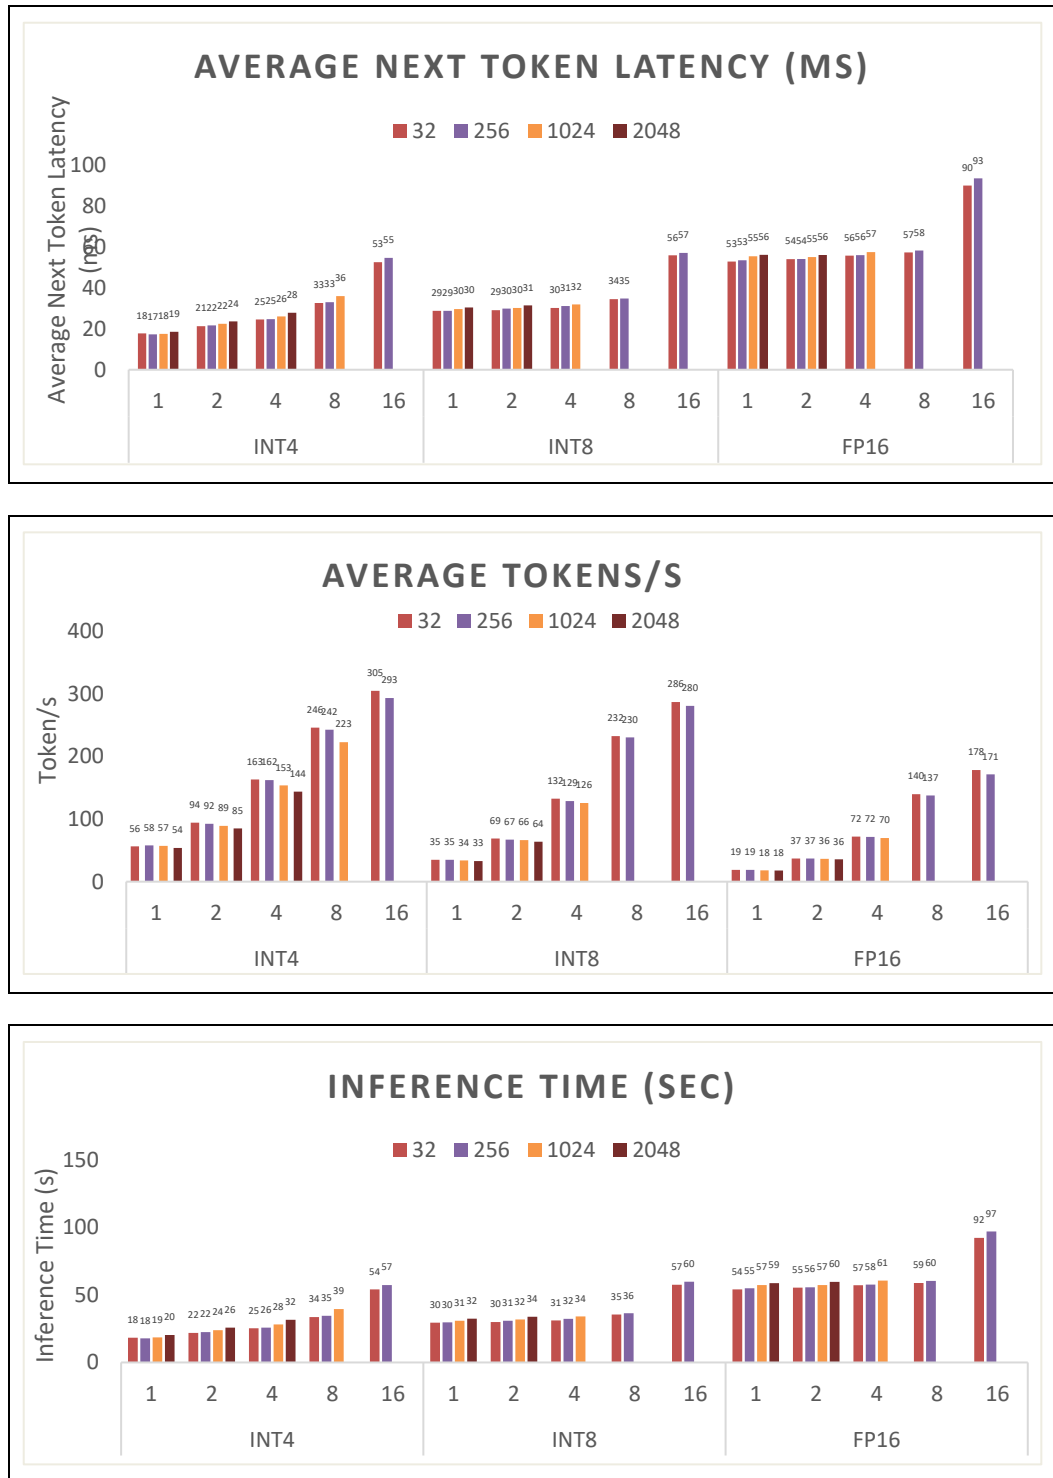 AVERAGE NEXT TOKEN LATENCY (MS)
32 256 1024 2048
Average Next Token Latency
(ms)
100
80
60
40
20
0
18 17 18 19 21 22 22 24 25 25 26 28 33 33 36 53 55
29 29 30 30 29 30 30 31 30 31 32 34 35 56 57
53 53 55 56 54 54 55 56 56 56 57 57 58 90 93
1 2 4 8 16 1 2 4 8 16 1 2 4 8 16
INT4 INT8 FP16
AVERAGE TOKENS/S
32 256 1024 2048
Token/s
400
300
200
100
0
56 58 57 54 94 92 89 85 163 162 153 144 246 242 223 305 293
35 35 34 33 69 67 66 64 132 129 126 232 230 286 280
19 19 18 18 37 37 36 36 72 72 70 140 137 178 171
1 2 4 8 16 1 2 4 8 16 1 2 4 8 16
INT4 INT8 FP16
INFERENCE TIME (SEC)
32 256 1024 2048
Inference Time (s)
150
100
50
0
18 18 19 20 22 22 24 26 25 26 28 32 34 35 39 54 57
30 30 31 32 30 31 32 34 31 32 34 35 36 57 60
54 55 57 59 55 56 57 60 57 58 61 59 60 92 97
1 2 4 8 16 1 2 4 8 16 1 2 4 8 16
INT4 INT8 FP16